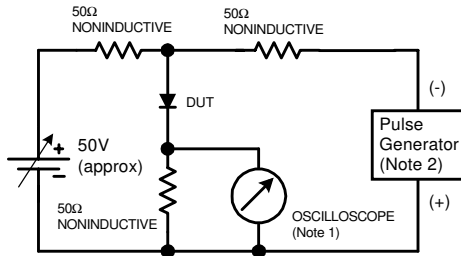 50Ω
NONINDUCTIVE
50Ω
NONINDUCTIVE
(-)
DUT
+
50V
(approx)
−
Pulse
Generator
(Note 2)
50Ω
NONINDUCTIVE
OSCILLOSCOPE
(Note 1)
(+)